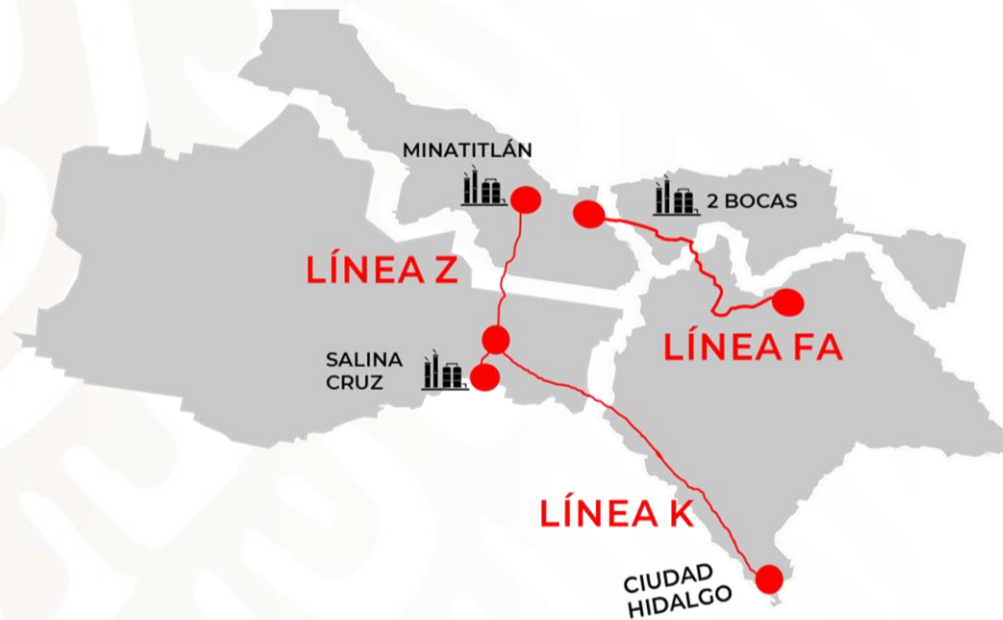 MINATITLÁN
2 BOCAS
LÍNEA Z
LÍNEA FA
SALINA
CRUZ
LÍNEA K
CIUDAD
HIDALGO